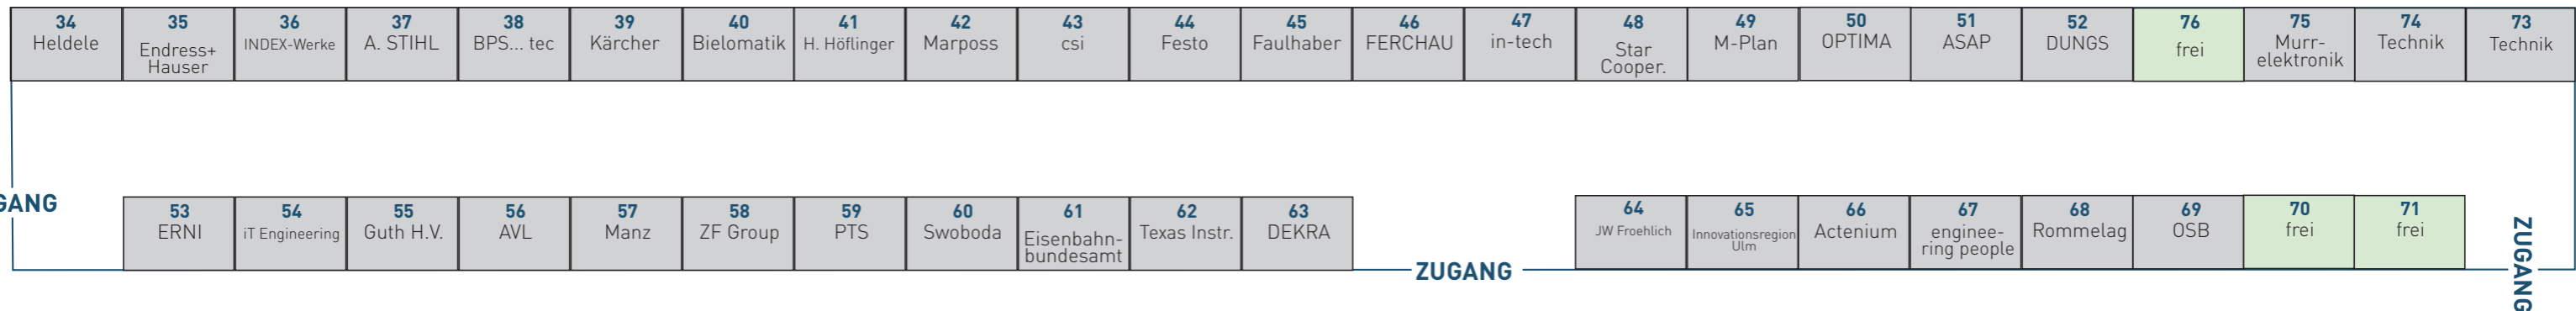 34 35 36 37 38 39 40 41 42 43 44 45 46 47 48 49 50 51 52 76 75 74 73
Heldele Endress+ INDEX-Werke A. STIHL BPS... tec Kärcher Bielomatik H. Höflinger Marposs csi Festo Faulhaber FERCHAU in-tech Star M-Plan OPTIMA ASAP DUNGS frei Murr- Technik Technik
Hauser Cooper. elektronik
GANG
53 54 55 56 57 58 59 60 61 62 63 64 65 66 67 68 69 70 71
ERNI iT Engineering Guth H.V. AVL Manz ZF Group PTS Swoboda Eisenbahn- Texas Instr. DEKRA JW Froehlich Innovationsregion Actenium enginee- Rommelag OSB frei frei
bundesamt Ulm ring people
ZUGANG
ZUGANG